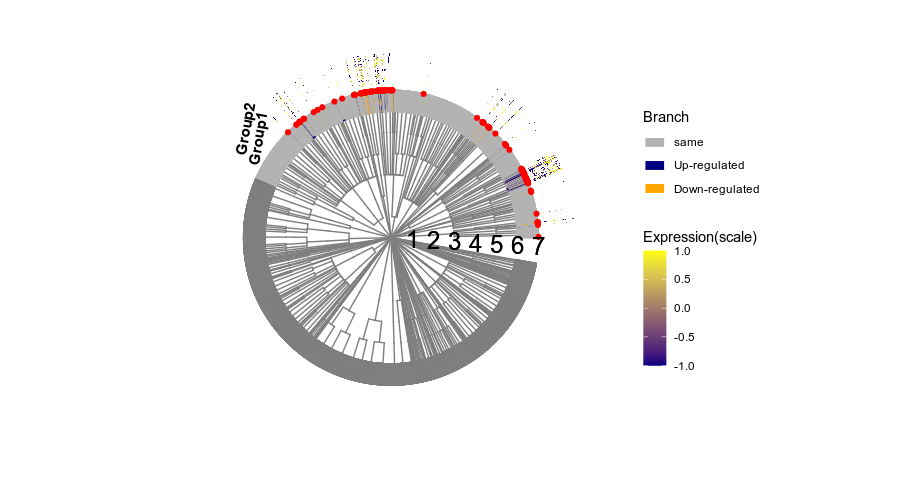 Group2
Group1
1 2 3 4 5 6 7
Branch
same
Up-regulated
Down-regulated
Expression(scale)
1.0
0.5
0.0
-0.5
-1.0